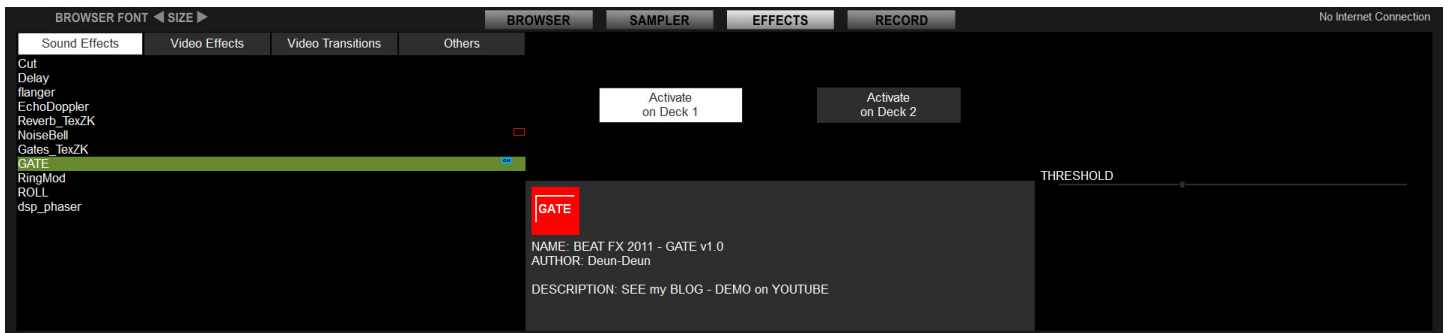 BROWSER FONT SIZE
BROWSER SAMPLER EFFECTS RECORD
No Internet Connection
Sound Effects Video Effects Video Transitions Others
Cut
Delay
flanger
EchoDoppler
Reverb_TexZK
NoiseBell
Gates_TexZK
GATE ON
RingMod
ROLL
dsp_phaser
Activate
on Deck 1
Activate
on Deck 2
GATE
NAME: BEAT FX 2011 - GATE v1.0
AUTHOR: Deun-Deun
DESCRIPTION: SEE my BLOG - DEMO on YOUTUBE
THRESHOLD